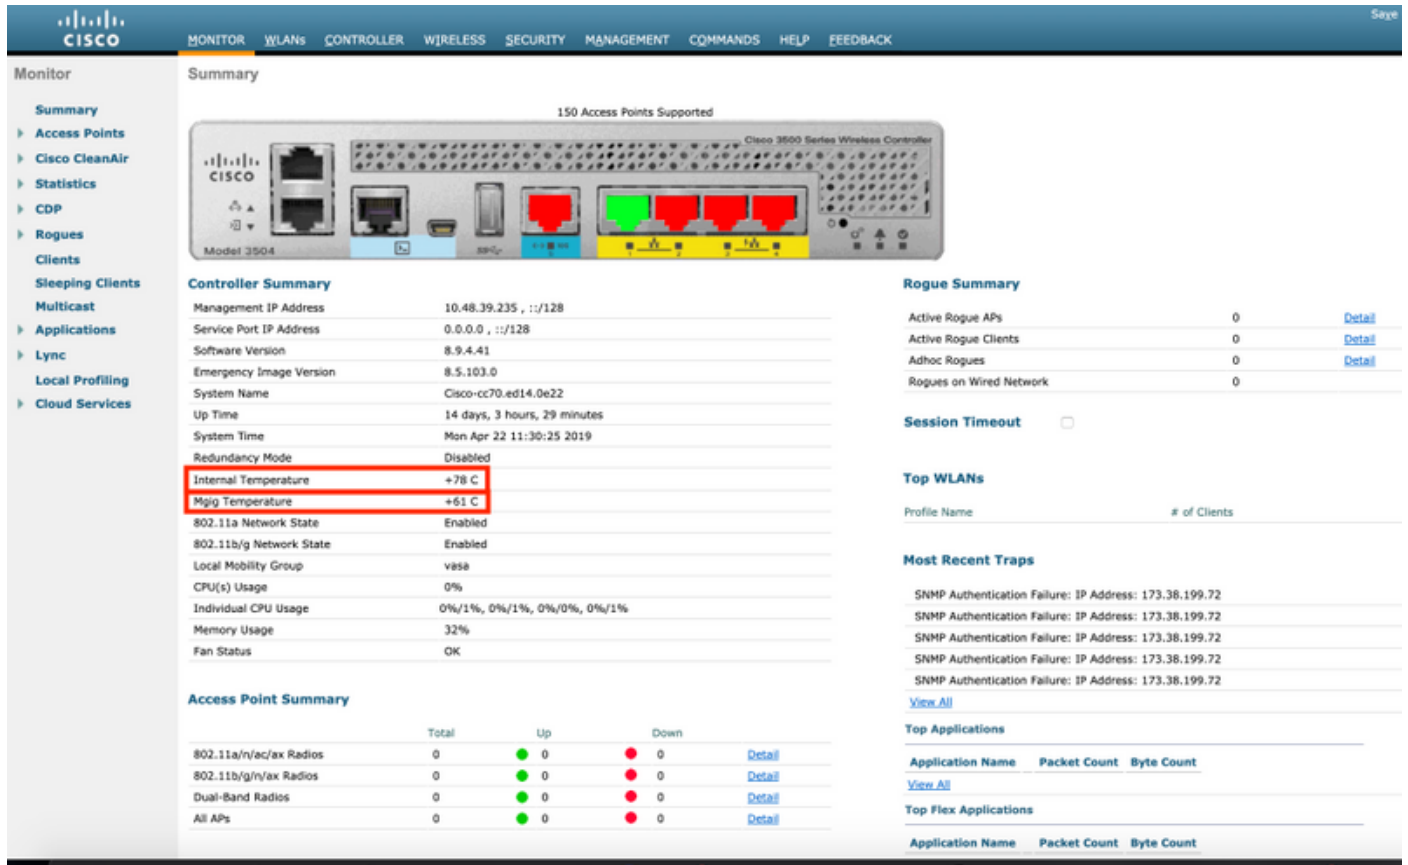 Save
CISCO
MONITOR WLANs CONTROLLER WIRELESS SECURITY MANAGEMENT COMMANDS HELP FEEDBACK
Monitor
Summary
Access Points
Cisco CleanAir
Statistics
CDP
Rogues
Clients
Sleeping Clients
Multicast
Applications
Lync
Local Profiling
Cloud Services
Summary
150 Access Points Supported
Cisco 3500 Series Wireless Controller
CISCO
Model 3504
1 2 3 4
Controller Summary
Management IP Address 10.48.39.235 , ::/128
Service Port IP Address 0.0.0.0 , ::/128
Software Version 8.9.4.41
Emergency Image Version 8.5.103.0
System Name Cisco-cc70.ed14.0e22
Up Time 14 days, 3 hours, 29 minutes
System Time Mon Apr 22 11:30:25 2019
Redundancy Mode Disabled
Internal Temperature +78 C
Mgig Temperature +61 C
802.11a Network State Enabled
802.11b/g Network State Enabled
Local Mobility Group vasa
CPU(s) Usage 0%
Individual CPU Usage 0%/1%, 0%/1%, 0%/0%, 0%/1%
Memory Usage 32%
Fan Status OK
Access Point Summary
Total Up Down
802.11a/n/ac/ax Radios 0 0 0 Detail
802.11b/g/n/ax Radios 0 0 0 Detail
Dual-Band Radios 0 0 0 Detail
All APs 0 0 0 Detail
Rogue Summary
Active Rogue APs 0 Detail
Active Rogue Clients 0 Detail
Adhoc Rogues 0 Detail
Rogues on Wired Network 0
Session Timeout
Top WLANs
Profile Name # of Clients
Most Recent Traps
SNMP Authentication Failure: IP Address: 173.38.199.72
SNMP Authentication Failure: IP Address: 173.38.199.72
SNMP Authentication Failure: IP Address: 173.38.199.72
SNMP Authentication Failure: IP Address: 173.38.199.72
SNMP Authentication Failure: IP Address: 173.38.199.72
View All
Top Applications
Application Name Packet Count Byte Count
View All
Top Flex Applications
Application Name Packet Count Byte Count